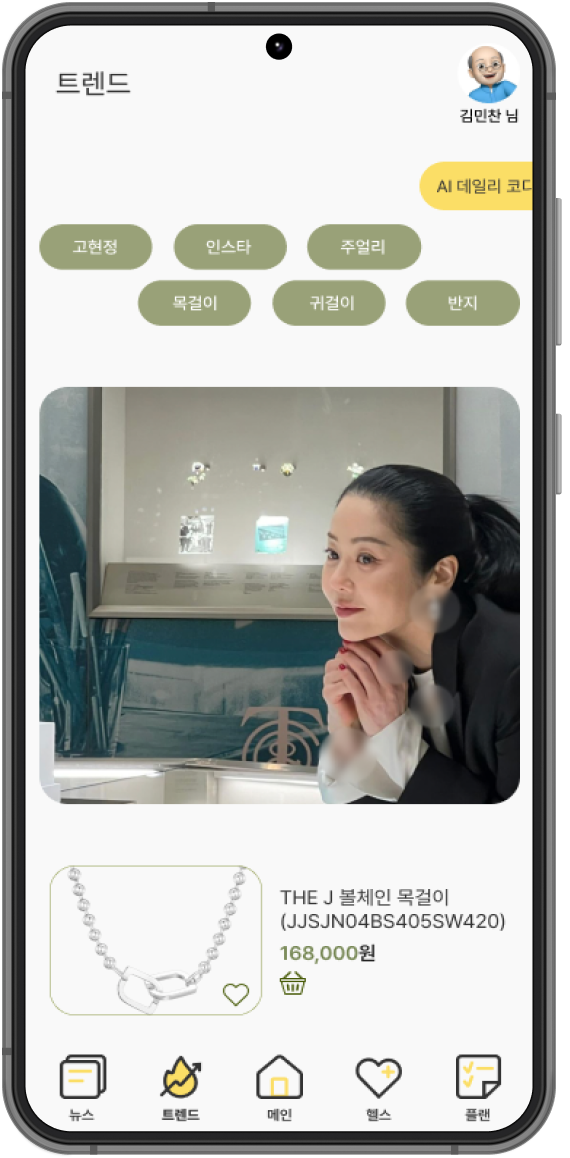 트렌드
김민찬 님
AI 데일리 코디
고현정
인스타
주얼리
목걸이
귀걸이
반지
THE J 볼체인 목걸이
(JJSJN04BS405SW420)
168,000원
뉴스
트렌드
메인
헬스
플랜